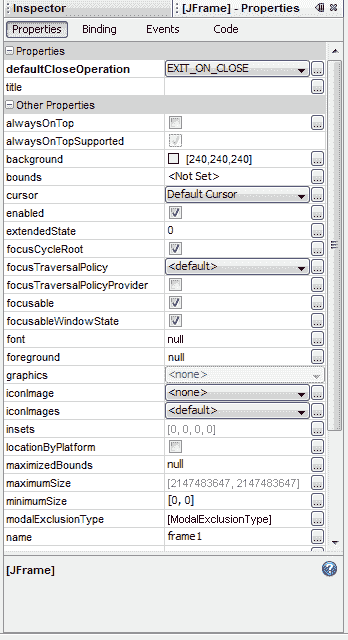 Inspector [JFrame] - Properties
Properties Binding Events Code
Properties
defaultCloseOperation EXIT_ON_CLOSE ...
title ...
Other Properties
alwaysOnTop ...
alwaysOnTopSupported
background [240,240,240] ...
bounds <Not Set> ...
cursor Default Cursor ...
enabled ...
extendedState 0 ...
focusCycleRoot ...
focusTraversalPolicy <default> ...
focusTraversalPolicyProvider ...
focusable ...
focusableWindowState ...
font null ...
foreground null ...
graphics <none>
iconImage <none> ...
iconImages <default> ...
insets [0, 0, 0, 0] ...
locationByPlatform ...
maximizedBounds null ...
maximumSize [2147483647, 2147483647] ...
minimumSize [0, 0] ...
modalExclusionType [ModalExclusionType] ...
name frame1 ...
[JFrame] ?